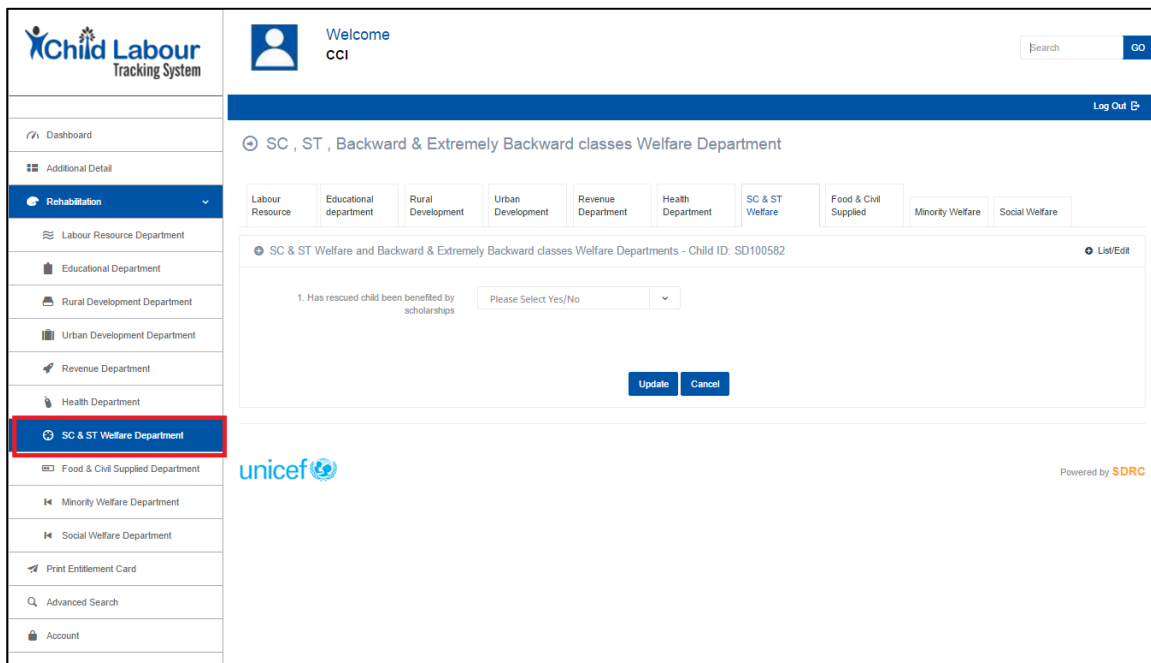 Child Labour
Tracking System
Welcome
CCI
Search
GO
Log Out
Dashboard
Additional Detail
Rehabilitation
Labour Resource Department
Educational Department
Rural Development Department
Urban Development Department
Revenue Department
Health Department
SC & ST Welfare Department
Food & Civil Supplied Department
Minority Welfare Department
Social Welfare Department
Print Entitlement Card
Advanced Search
Account
SC , ST , Backward & Extremely Backward classes Welfare Department
Labour
Resource
Educational
department
Rural
Development
Urban
Development
Revenue
Department
Health
Department
SC & ST
Welfare
Food & Civil
Supplied
Minority Welfare
Social Welfare
SC & ST Welfare and Backward & Extremely Backward classes Welfare Departments - Child ID: SD100582
List/Edit
1. Has rescued child been benefited by
scholarships
Please Select Yes/No
Update
Cancel
unicef
Powered by SDRC